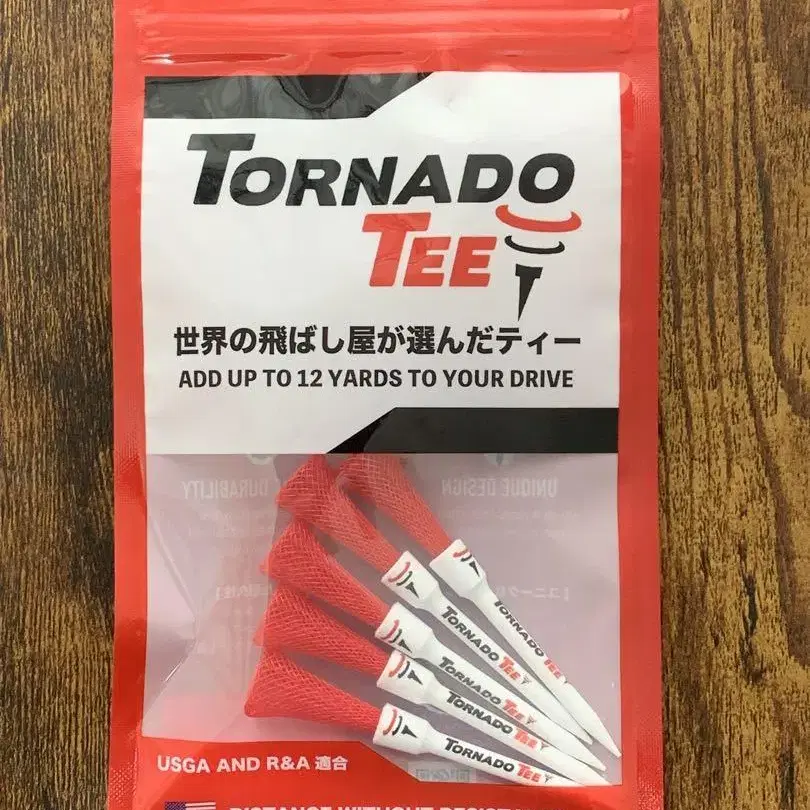 TORNADO
TEE
世界の飛ばし屋が選んだティー
ADD UP TO 12 YARDS TO YOUR DRIVE
UNIQUE DESIGN
DURABILITY
TORNADO TEE
TORNADO TEE
TORNADO TEE
TORNADO TEE
TORNADO TEE
USGA AND R&A 適合
DISTANCE WITHOUT